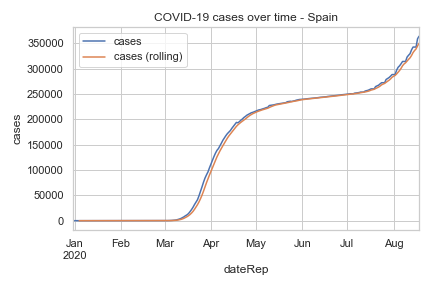 COVID-19 cases over time - Spain
cases
cases (rolling)
350000
300000
250000
200000
150000
100000
50000
0
cases
Jan
2020
Feb
Mar
Apr
May
Jun
Jul
Aug
dateRep